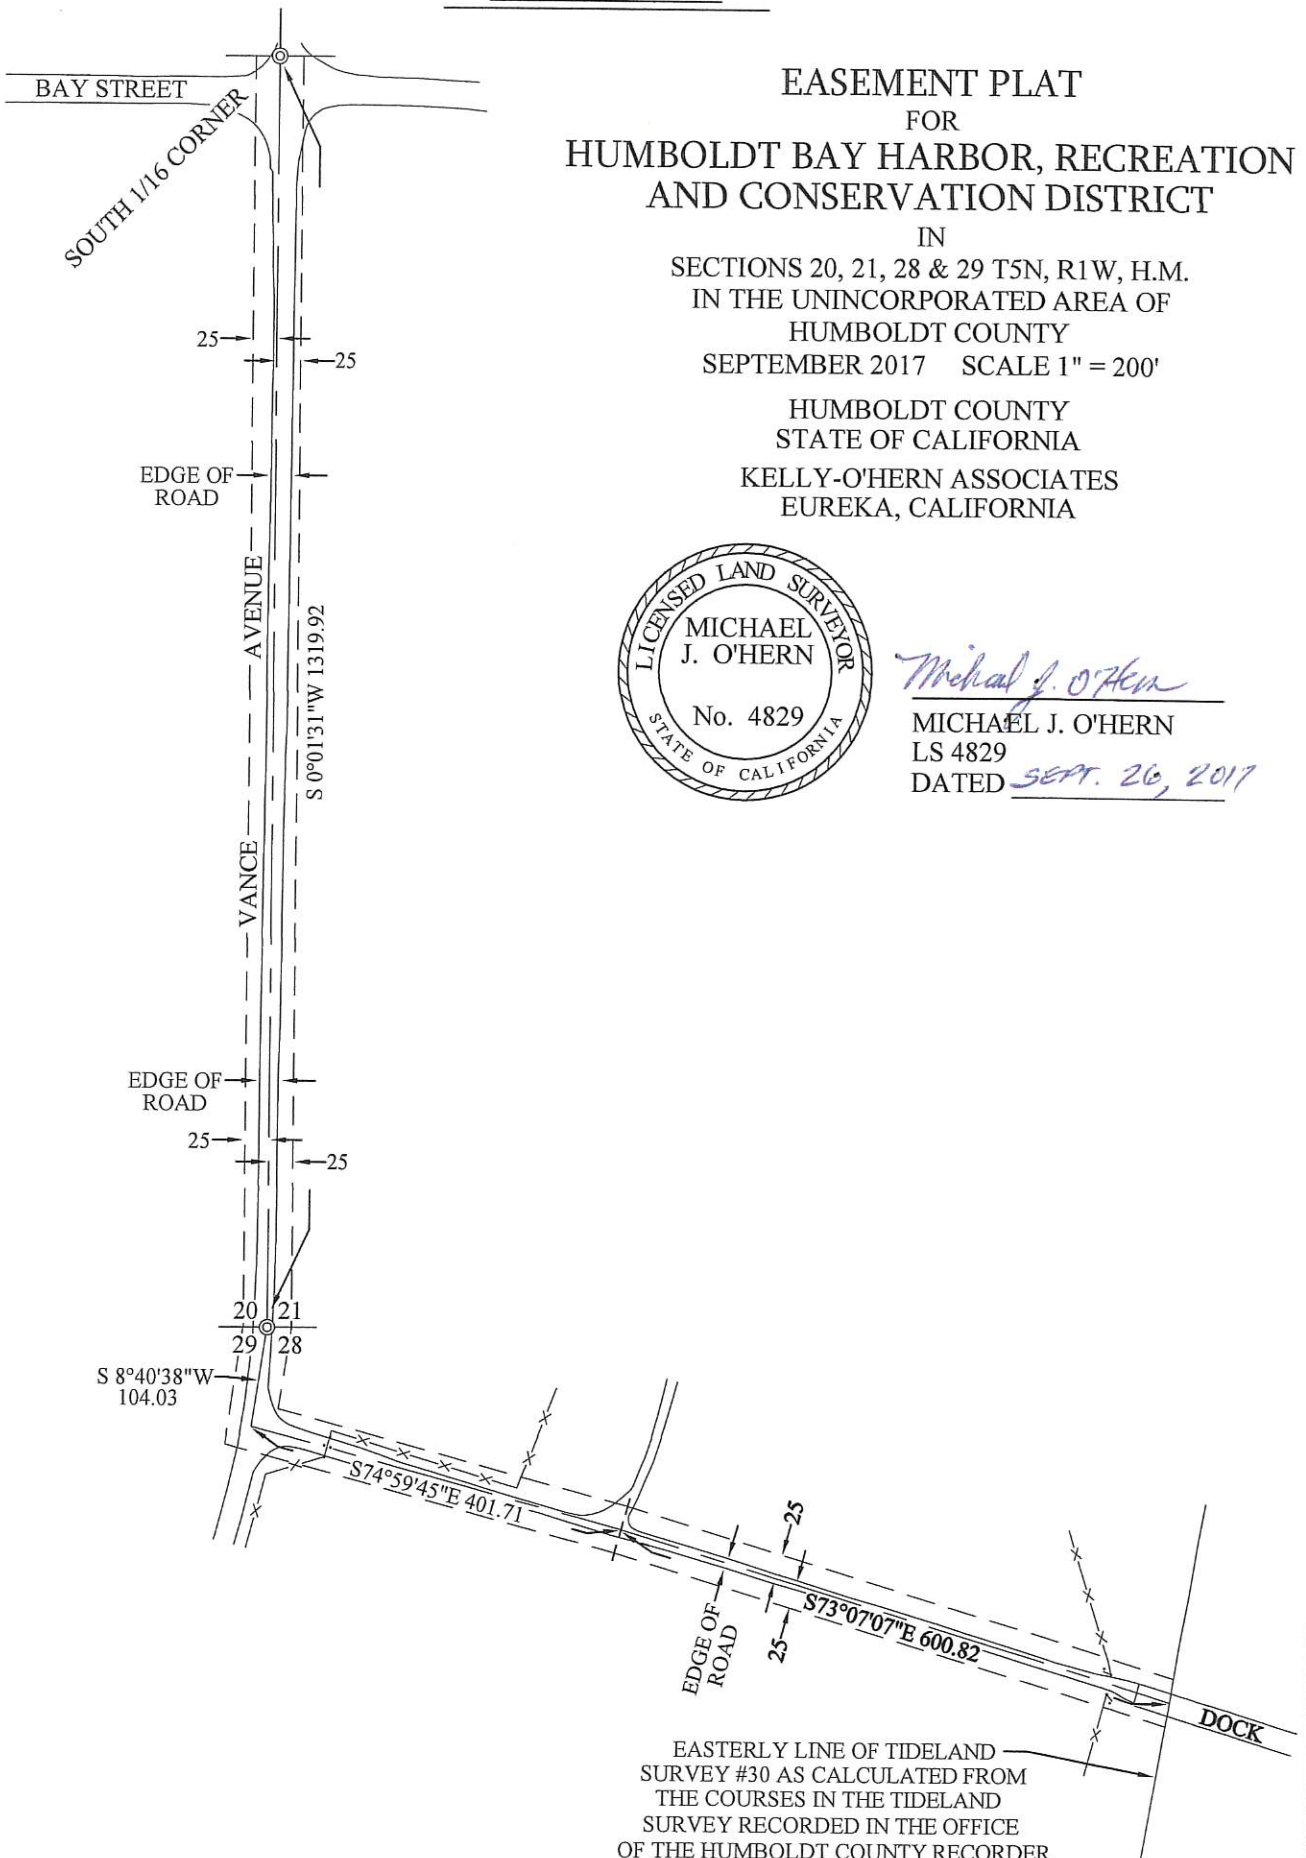 EASEMENT PLAT
FOR
HUMBOLDT BAY HARBOR, RECREATION
AND CONSERVATION DISTRICT
IN
SECTIONS 20, 21, 28 & 29 T5N, R1W, H.M.
IN THE UNINCORPORATED AREA OF
HUMBOLDT COUNTY
SEPTEMBER 2017 SCALE 1" = 200'
HUMBOLDT COUNTY
STATE OF CALIFORNIA
KELLY-O'HERN ASSOCIATES
EUREKA, CALIFORNIA
LICENSED LAND SURVEYOR
MICHAEL
J. O'HERN
No. 4829
STATE OF CALIFORNIA
Michael J. O'Hern
MICHAEL J. O'HERN
LS 4829
DATED SEPT. 26, 2017
BAY STREET
SOUTH 1/16 CORNER
25
25
EDGE OF
ROAD
VANCE AVENUE
S 0°01'31"W 1319.92
EDGE OF
ROAD
25
25
20 21
29 28
S 8°40'38"W
104.03
S74°59'45"E 401.71
25
EDGE OF
ROAD
25
S73°07'07"E 600.82
DOCK
EASTERLY LINE OF TIDELAND
SURVEY #30 AS CALCULATED FROM
THE COURSES IN THE TIDELAND
SURVEY RECORDED IN THE OFFICE
OF THE HUMBOLDT COUNTY RECORDER